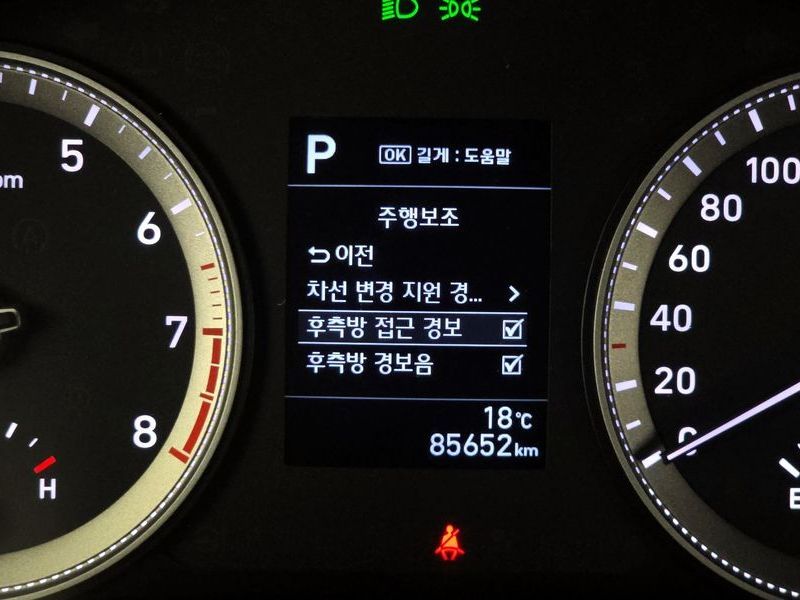 P
OK 길게 : 도움말
주행보조
이전
차선 변경 지원 경...
후측방 접근 경보
후측방 경보음
18℃
85652km
5
6
7
8
H
100
80
60
40
20
0